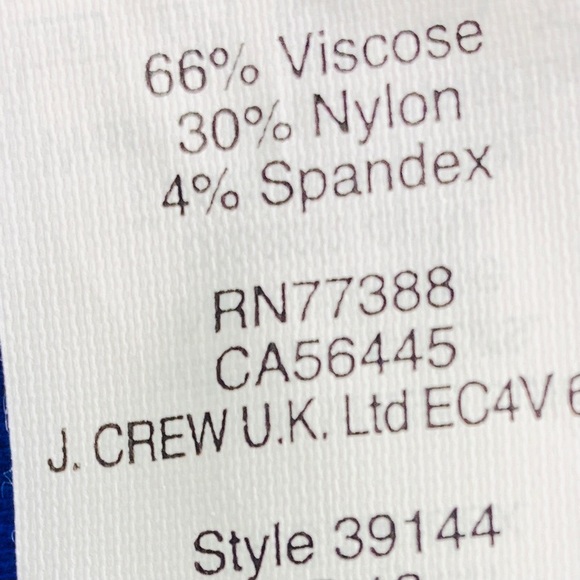 66% Viscose
30% Nylon
4% Spandex
RN77388
CA56445
J. CREW U.K. Ltd EC4V
Style 39144